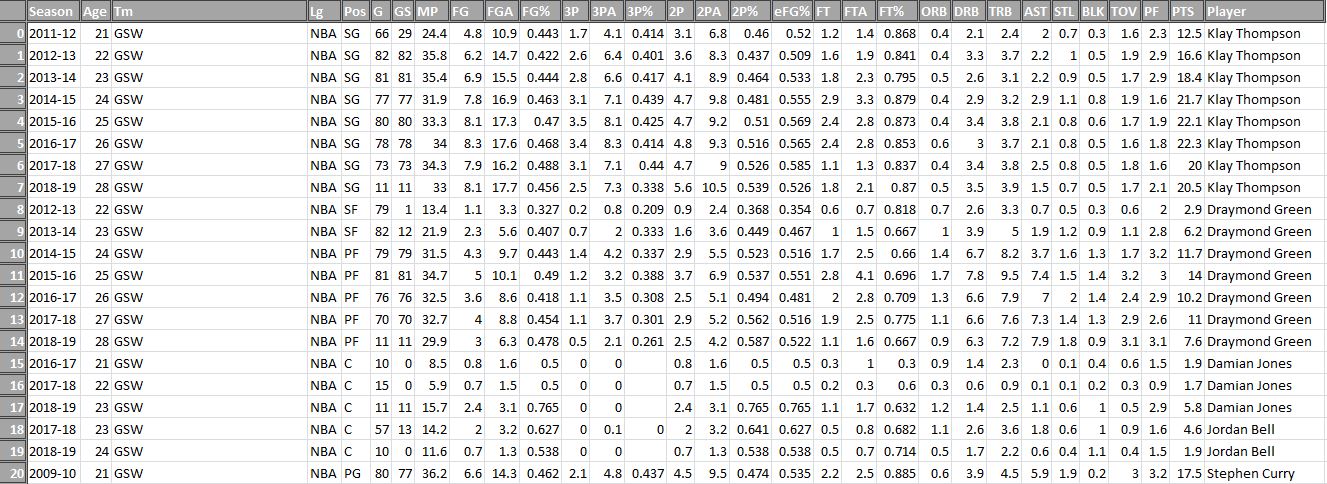 Season Age Tm Lg Pos G GS MP FG FGA FG% 3P 3PA 3P% 2P 2PA 2P% eFG% FT FTA FT% ORB DRB TRB AST STL BLK TOV PF PTS Player
0 2011-12 21 GSW NBA SG 66 29 24.4 4.8 10.9 0.443 1.7 4.1 0.414 3.1 6.8 0.46 0.52 1.2 1.4 0.868 0.4 2.1 2.4 2 0.7 0.3 1.6 2.3 12.5 Klay Thompson
1 2012-13 22 GSW NBA SG 82 82 35.8 6.2 14.7 0.422 2.6 6.4 0.401 3.6 8.3 0.437 0.509 1.6 1.9 0.841 0.4 3.3 3.7 2.2 1 0.5 1.9 2.9 16.6 Klay Thompson
2 2013-14 23 GSW NBA SG 81 81 35.4 6.9 15.5 0.444 2.8 6.6 0.417 4.1 8.9 0.464 0.533 1.8 2.3 0.795 0.5 2.6 3.1 2.2 0.9 0.5 1.7 2.9 18.4 Klay Thompson
3 2014-15 24 GSW NBA SG 77 77 31.9 7.8 16.9 0.463 3.1 7.1 0.439 4.7 9.8 0.481 0.555 2.9 3.3 0.879 0.4 2.9 3.2 2.9 1.1 0.8 1.9 1.6 21.7 Klay Thompson
4 2015-16 25 GSW NBA SG 80 80 33.3 8.1 17.3 0.47 3.5 8.1 0.425 4.7 9.2 0.51 0.569 2.4 2.8 0.873 0.4 3.4 3.8 2.1 0.8 0.6 1.7 1.9 22.1 Klay Thompson
5 2016-17 26 GSW NBA SG 78 78 34 8.3 17.6 0.468 3.4 8.3 0.414 4.8 9.3 0.516 0.565 2.4 2.8 0.853 0.6 3 3.7 2.1 0.8 0.5 1.6 1.8 22.3 Klay Thompson
6 2017-18 27 GSW NBA SG 73 73 34.3 7.9 16.2 0.488 3.1 7.1 0.44 4.7 9 0.526 0.585 1.1 1.3 0.837 0.4 3.4 3.8 2.5 0.8 0.5 1.8 1.6 20 Klay Thompson
7 2018-19 28 GSW NBA SG 11 11 33 8.1 17.7 0.456 2.5 7.3 0.338 5.6 10.5 0.539 0.526 1.8 2.1 0.87 0.5 3.5 3.9 1.5 0.7 0.5 1.7 2.1 20.5 Klay Thompson
8 2012-13 22 GSW NBA SF 79 1 13.4 1.1 3.3 0.327 0.2 0.8 0.209 0.9 2.4 0.368 0.354 0.6 0.7 0.818 0.7 2.6 3.3 0.7 0.5 0.3 0.6 2 2.9 Draymond Green
9 2013-14 23 GSW NBA SF 82 12 21.9 2.3 5.6 0.407 0.7 2 0.333 1.6 3.6 0.449 0.467 1 1.5 0.667 1 3.9 5 1.9 1.2 0.9 1.1 2.8 6.2 Draymond Green
10 2014-15 24 GSW NBA PF 79 79 31.5 4.3 9.7 0.443 1.4 4.2 0.337 2.9 5.5 0.523 0.516 1.7 2.5 0.66 1.4 6.7 8.2 3.7 1.6 1.3 1.7 3.2 11.7 Draymond Green
11 2015-16 25 GSW NBA PF 81 81 34.7 5 10.1 0.49 1.2 3.2 0.388 3.7 6.9 0.537 0.551 2.8 4.1 0.696 1.7 7.8 9.5 7.4 1.5 1.4 3.2 3 14 Draymond Green
12 2016-17 26 GSW NBA PF 76 76 32.5 3.6 8.6 0.418 1.1 3.5 0.308 2.5 5.1 0.494 0.481 2 2.8 0.709 1.3 6.6 7.9 7 2 1.4 2.4 2.9 10.2 Draymond Green
13 2017-18 27 GSW NBA PF 70 70 32.7 4 8.8 0.454 1.1 3.7 0.301 2.9 5.2 0.562 0.516 1.9 2.5 0.775 1.1 6.6 7.6 7.3 1.4 1.3 2.9 2.6 11 Draymond Green
14 2018-19 28 GSW NBA PF 11 11 29.9 3 6.3 0.478 0.5 2.1 0.261 2.5 4.2 0.587 0.522 1.1 1.6 0.667 0.9 6.3 7.2 7.9 1.8 0.9 3.1 3.1 7.6 Draymond Green
15 2016-17 21 GSW NBA C 10 0 8.5 0.8 1.6 0.5 0 0 0.8 1.6 0.5 0.5 0.3 1 0.3 0.9 1.4 2.3 0 0.1 0.4 0.6 1.5 1.9 Damian Jones
16 2017-18 22 GSW NBA C 15 0 5.9 0.7 1.5 0.5 0 0 0.7 1.5 0.5 0.5 0.2 0.3 0.6 0.3 0.6 0.9 0.1 0.1 0.2 0.3 0.9 1.7 Damian Jones
17 2018-19 23 GSW NBA C 11 11 15.7 2.4 3.1 0.765 0 0 2.4 3.1 0.765 0.765 1.1 1.7 0.632 1.2 1.4 2.5 1.1 0.6 1 0.5 2.9 5.8 Damian Jones
18 2017-18 23 GSW NBA C 57 13 14.2 2 3.2 0.627 0 0.1 0 2 3.2 0.641 0.627 0.5 0.8 0.682 1.1 2.6 3.6 1.8 0.6 1 0.9 1.6 4.6 Jordan Bell
19 2018-19 24 GSW NBA C 10 0 11.6 0.7 1.3 0.538 0 0 0.7 1.3 0.538 0.538 0.5 0.7 0.714 0.5 1.7 2.2 0.6 0.4 1.1 0.4 1.5 1.9 Jordan Bell
20 2009-10 21 GSW NBA PG 80 77 36.2 6.6 14.3 0.462 2.1 4.8 0.437 4.5 9.5 0.474 0.535 2.2 2.5 0.885 0.6 3.9 4.5 5.9 1.9 0.2 3 3.2 17.5 Stephen Curry